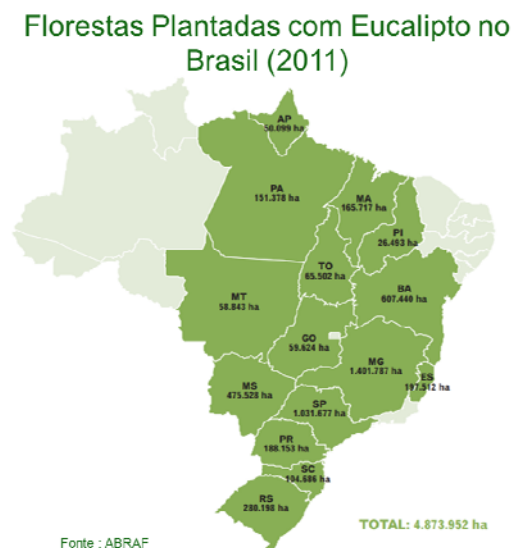 Florestas Plantadas com Eucalipto no
Brasil (2011)
AP
50.099 ha
PA
151.378 ha
MA
165.717 ha
PI
26.493 ha
TO
65.502 ha
BA
607.440 ha
MT
58.843 ha
GO
59.624 ha
MG
1.401.787 ha
ES
197.512 ha
MS
475.528 ha
SP
1.031.677 ha
PR
188.153 ha
SC
104.686 ha
RS
280.198 ha
TOTAL: 4.873.952 ha
Fonte : ABRAF